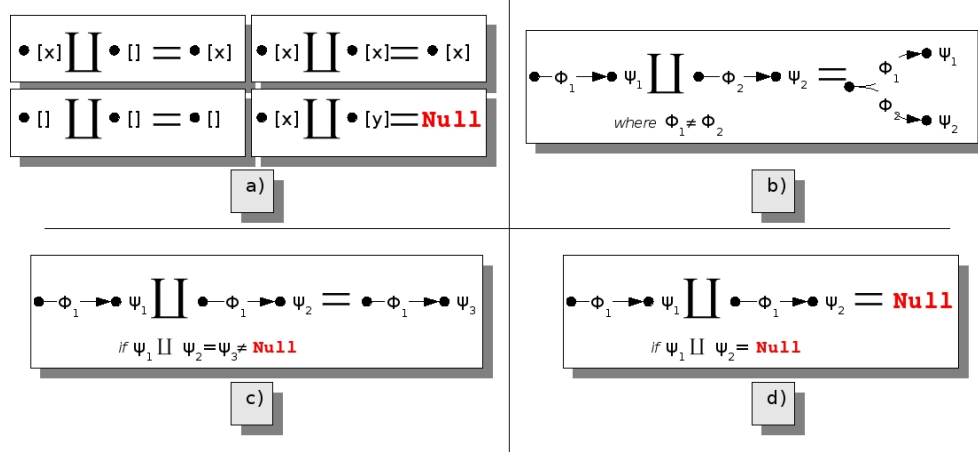 [x] ∐ [] = [x]
[x] ∐ [x] = [x]
[] ∐ [] = []
[x] ∐ [y] = Null
a)
Φ1 ψ1 ∐ Φ2 ψ2 = Φ1 ψ1 Φ2 ψ2
where Φ1 ≠ Φ2
b)
Φ1 ψ1 ∐ Φ1 ψ2 = Φ1 ψ3
if ψ1 ∐ ψ2 = ψ3 ≠ Null
c)
Φ1 ψ1 ∐ Φ1 ψ2 = Null
if ψ1 ∐ ψ2 = Null
d)